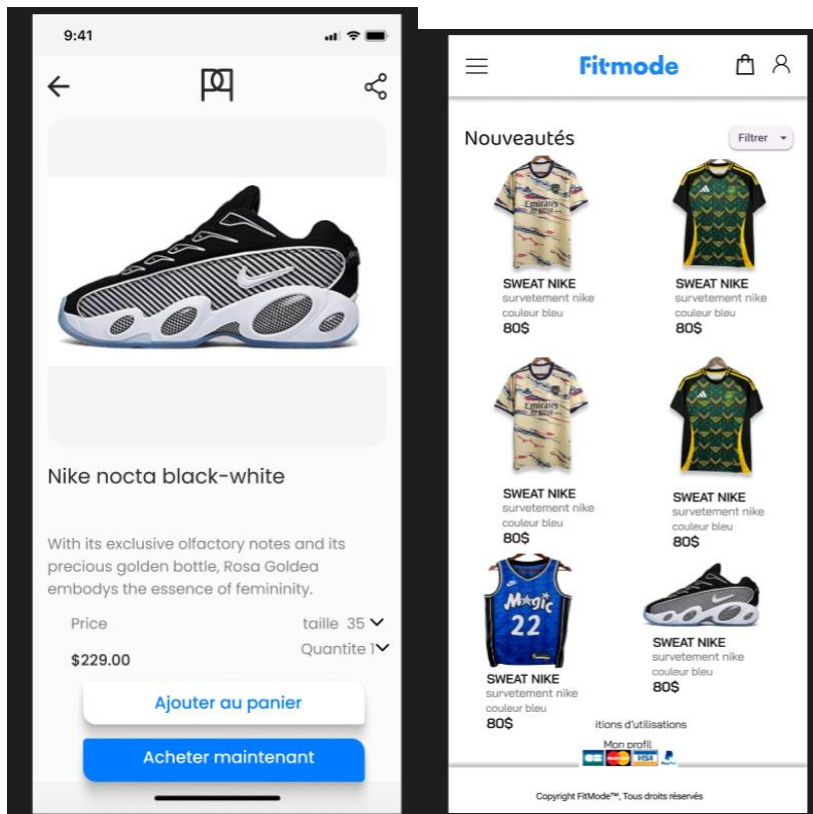 9:41
Nike nocta black-white
With its exclusive olfactory notes and its
precious golden bottle, Rosa Goldea
embodys the essence of femininity.
Price
taille 35
Quantite 1
$229.00
Ajouter au panier
Acheter maintenant
Fitmode
Nouveautés
Filtrer
Emirates
SWEAT NIKE
survetement nike
couleur bleu
80$
SWEAT NIKE
survetement nike
couleur bleu
80$
Emirates
SWEAT NIKE
survetement nike
couleur bleu
80$
SWEAT NIKE
survetement nike
couleur bleu
80$
Magic
22
SWEAT NIKE
survetement nike
couleur bleu
80$
SWEAT NIKE
survetement nike
couleur bleu
80$
itions d'utilisations
Mon profil
VISA
Copyright FitMode™, Tous droits réservés